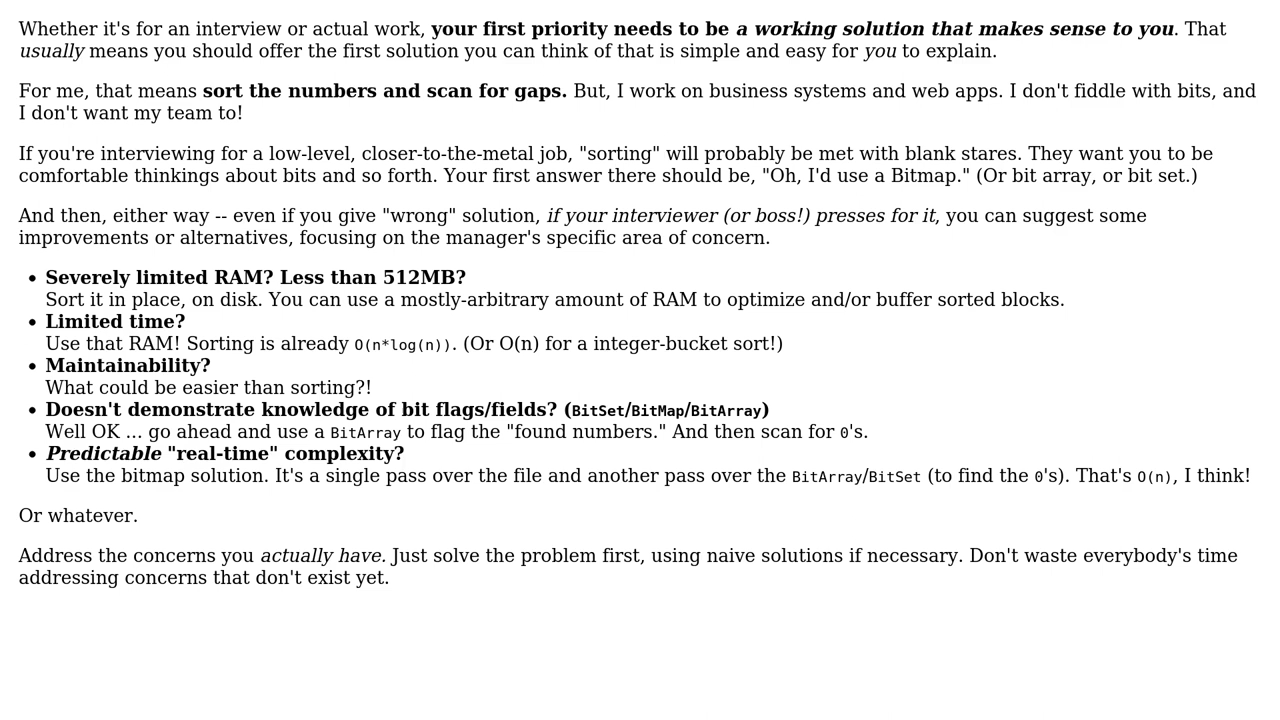 Whether it's for an interview or actual work, your first priority needs to be a working solution that makes sense to you. That
usually means you should offer the first solution you can think of that is simple and easy for you to explain.
For me, that means sort the numbers and scan for gaps. But, I work on business systems and web apps. I don't fiddle with bits, and
I don't want my team to!
If you're interviewing for a low-level, closer-to-the-metal job, "sorting" will probably be met with blank stares. They want you to be
comfortable thinkings about bits and so forth. Your first answer there should be, "Oh, I'd use a Bitmap." (Or bit array, or bit set.)
And then, either way -- even if you give "wrong" solution, if your interviewer (or boss!) presses for it, you can suggest some
improvements or alternatives, focusing on the manager's specific area of concern.
• Severely limited RAM? Less than 512MB?
Sort it in place, on disk. You can use a mostly-arbitrary amount of RAM to optimize and/or buffer sorted blocks.
• Limited time?
Use that RAM! Sorting is already O(n*log(n)). (Or O(n) for a integer-bucket sort!)
• Maintainability?
What could be easier than sorting?!
• Doesn't demonstrate knowledge of bit flags/fields? (BitSet/BitMap/BitArray)
Well OK ... go ahead and use a BitArray to flag the "found numbers." And then scan for 0's.
• Predictable "real-time" complexity?
Use the bitmap solution. It's a single pass over the file and another pass over the BitArray/BitSet (to find the 0's). That's O(n), I think!
Or whatever.
Address the concerns you actually have. Just solve the problem first, using naive solutions if necessary. Don't waste everybody's time
addressing concerns that don't exist yet.